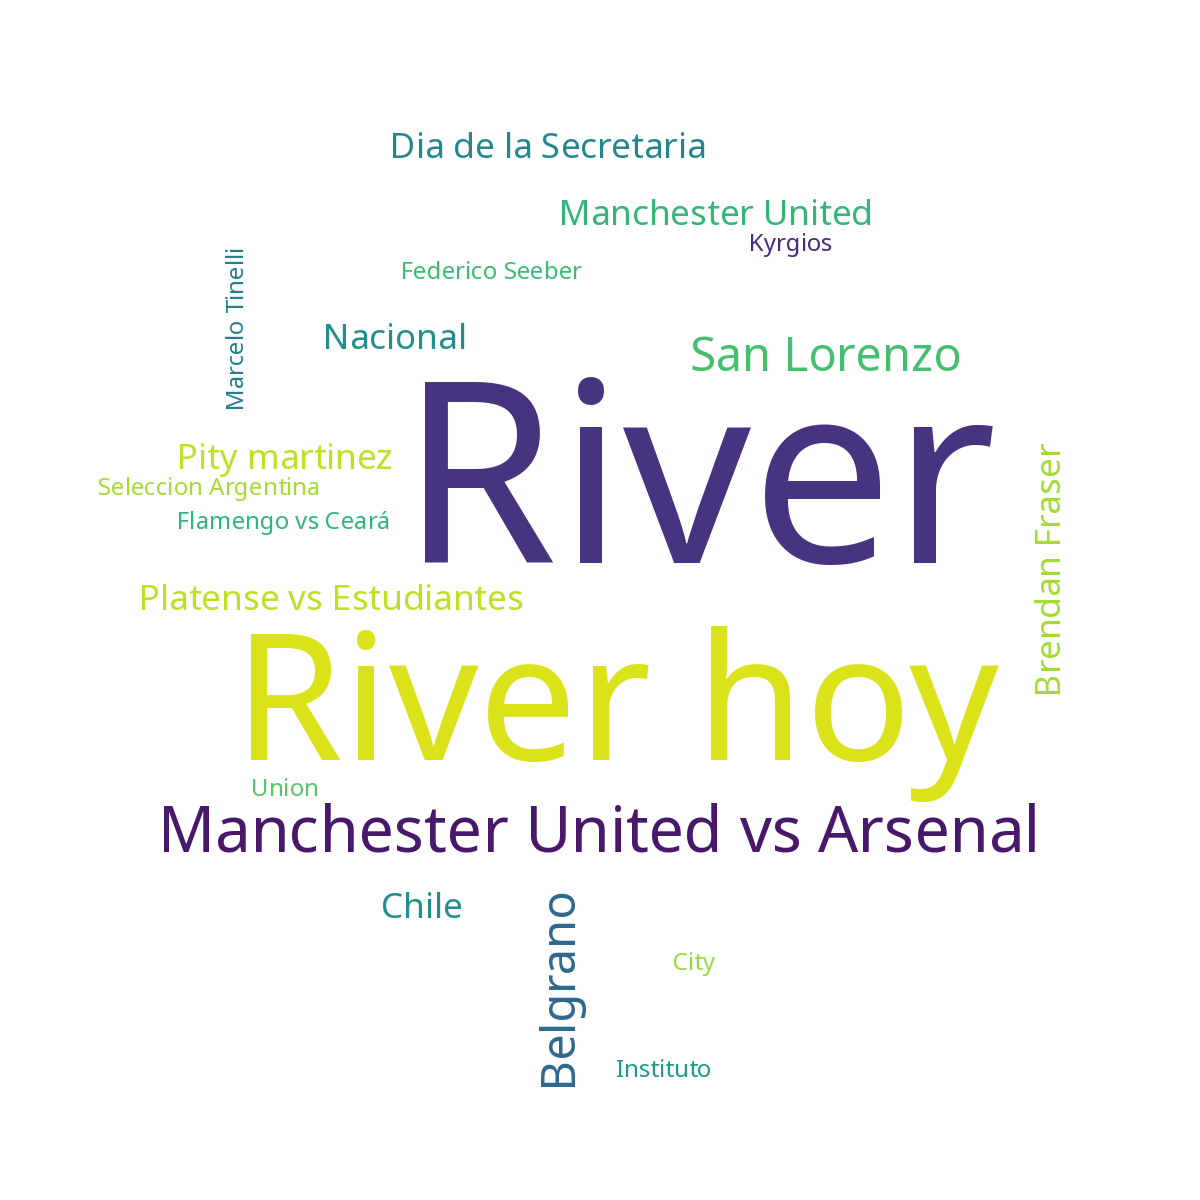 Dia de la Secretaria
Manchester United
Kyrgios
Federico Seeber
Marcelo Tinelli
Nacional
San Lorenzo
River
Pity martinez
Seleccion Argentina
Flamengo vs Ceará
Brendan Fraser
Platense vs Estudiantes
River hoy
Union
Manchester United vs Arsenal
Chile
Belgrano
City
Instituto